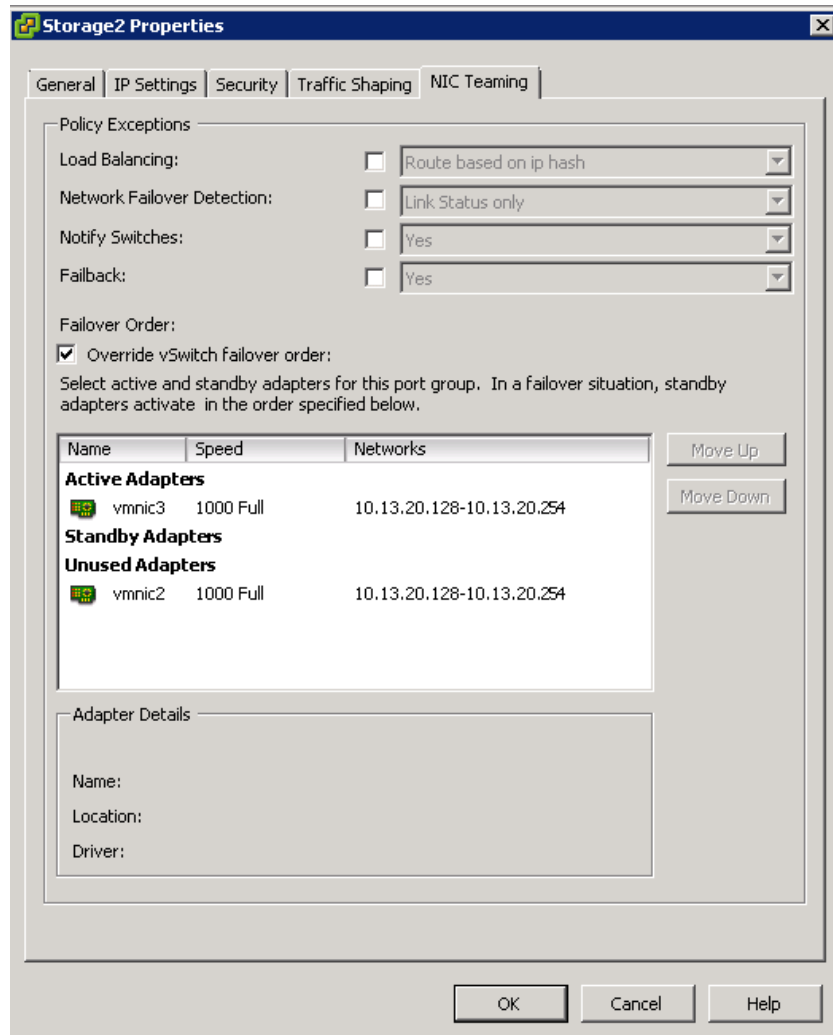 Storage2 Properties
General IP Settings Security Traffic Shaping NIC Teaming
Policy Exceptions
Load Balancing: Route based on ip hash
Network Failover Detection: Link Status only
Notify Switches: Yes
Failback: Yes
Failover Order:
Override vSwitch failover order:
Select active and standby adapters for this port group. In a failover situation, standby
adapters activate in the order specified below.
Name Speed Networks Move Up
Active Adapters
vmnic3 1000 Full 10.13.20.128-10.13.20.254 Move Down
Standby Adapters
Unused Adapters
vmnic2 1000 Full 10.13.20.128-10.13.20.254
Adapter Details
Name:
Location:
Driver:
OK Cancel Help